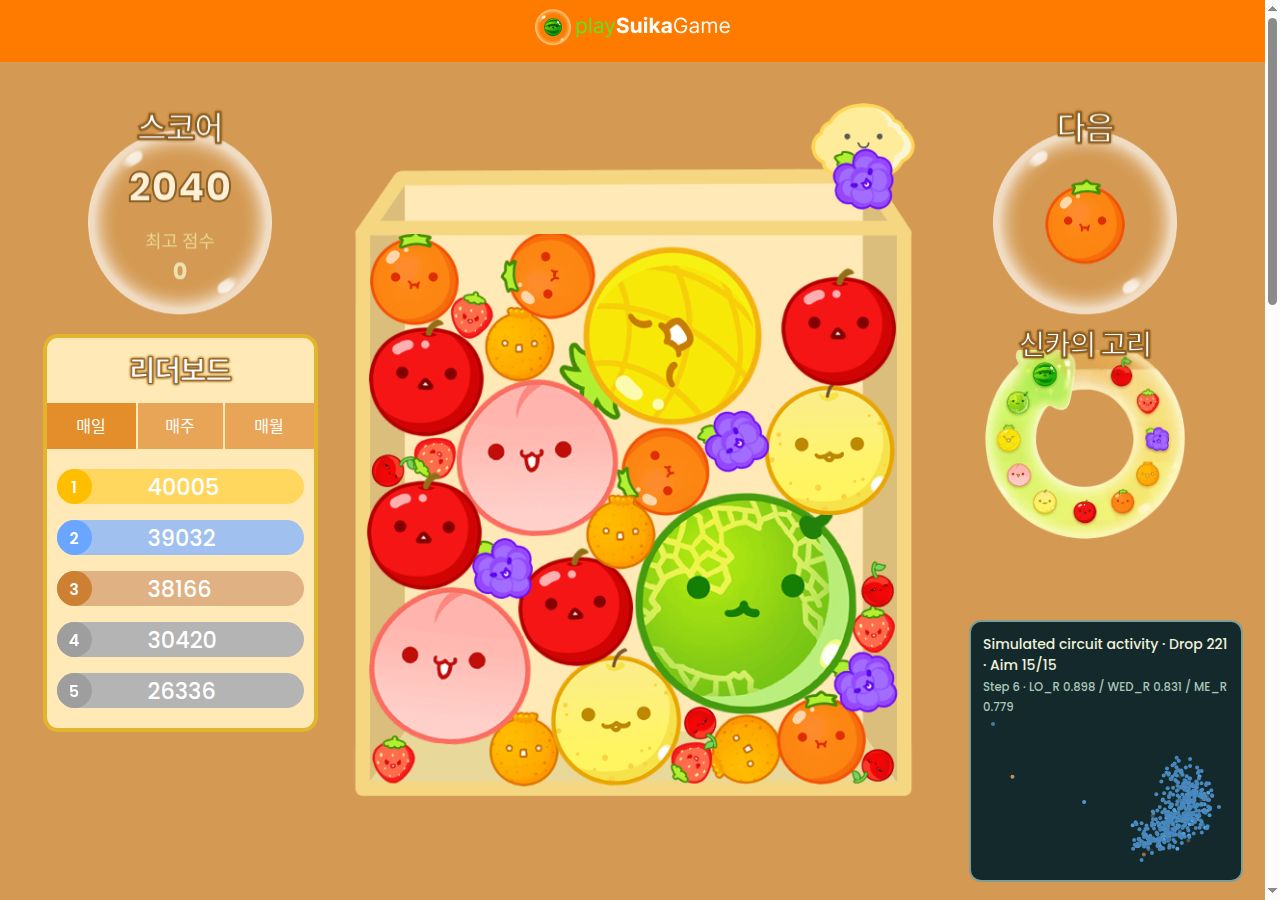 playSuikaGame
스코어
2040
최고 점수
0
리더보드
매일 매주 매월
1 40005
2 39032
3 38166
4 30420
5 26336
다음
신카의 고리
Simulated circuit activity · Drop 221
· Aim 15/15
Step 6 · LO_R 0.898 / WED_R 0.831 / ME_R
0.779